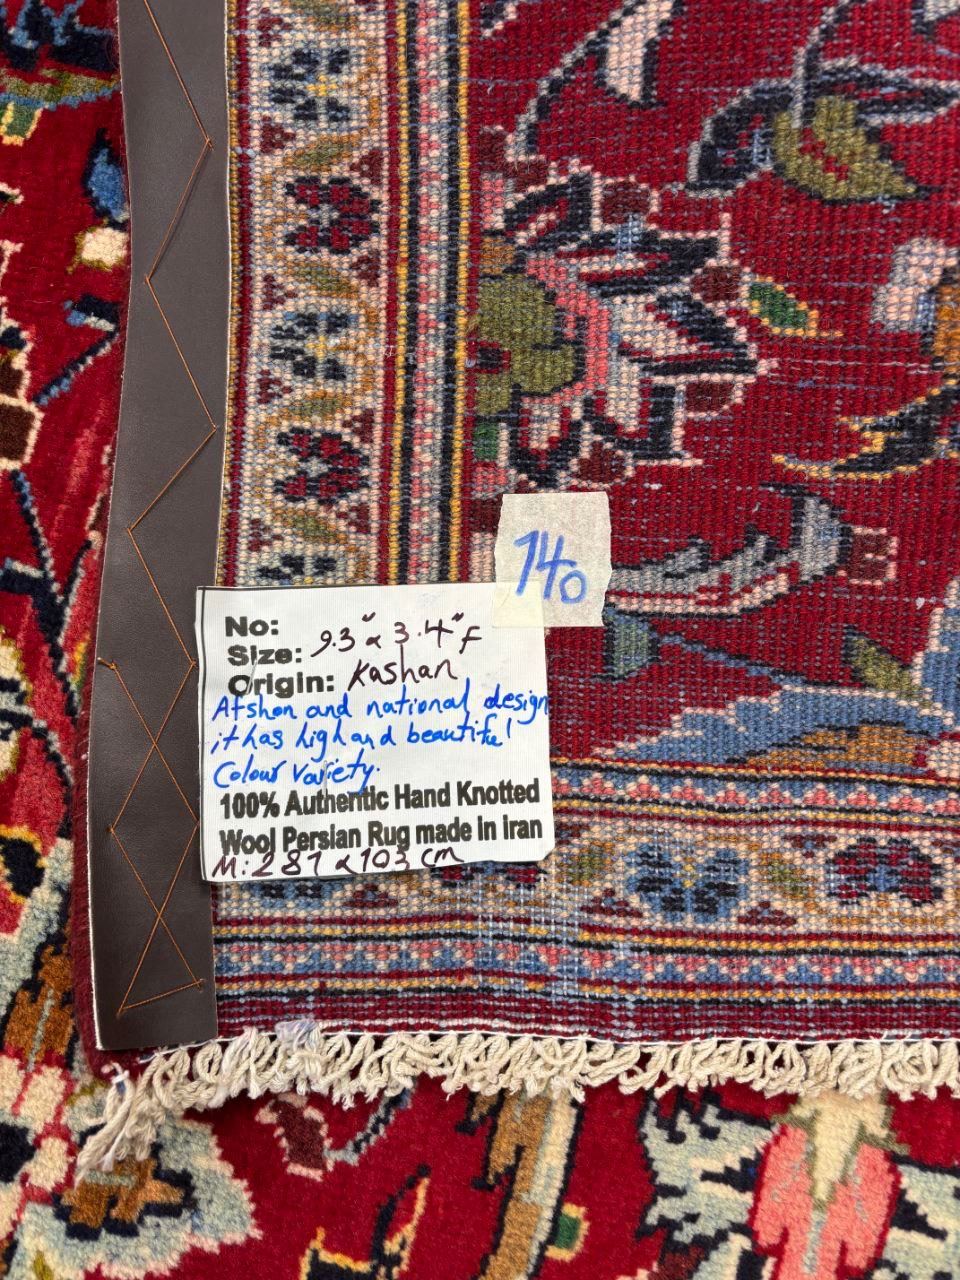 140
No:
Size: 9.3" x 3.4" F
Origin: Kashan
Afshan and national design
it has high and beautiful
Colour variety.
100% Authentic Hand Knotted
Wool Persian Rug made in iran
M: 281 x 103 cm